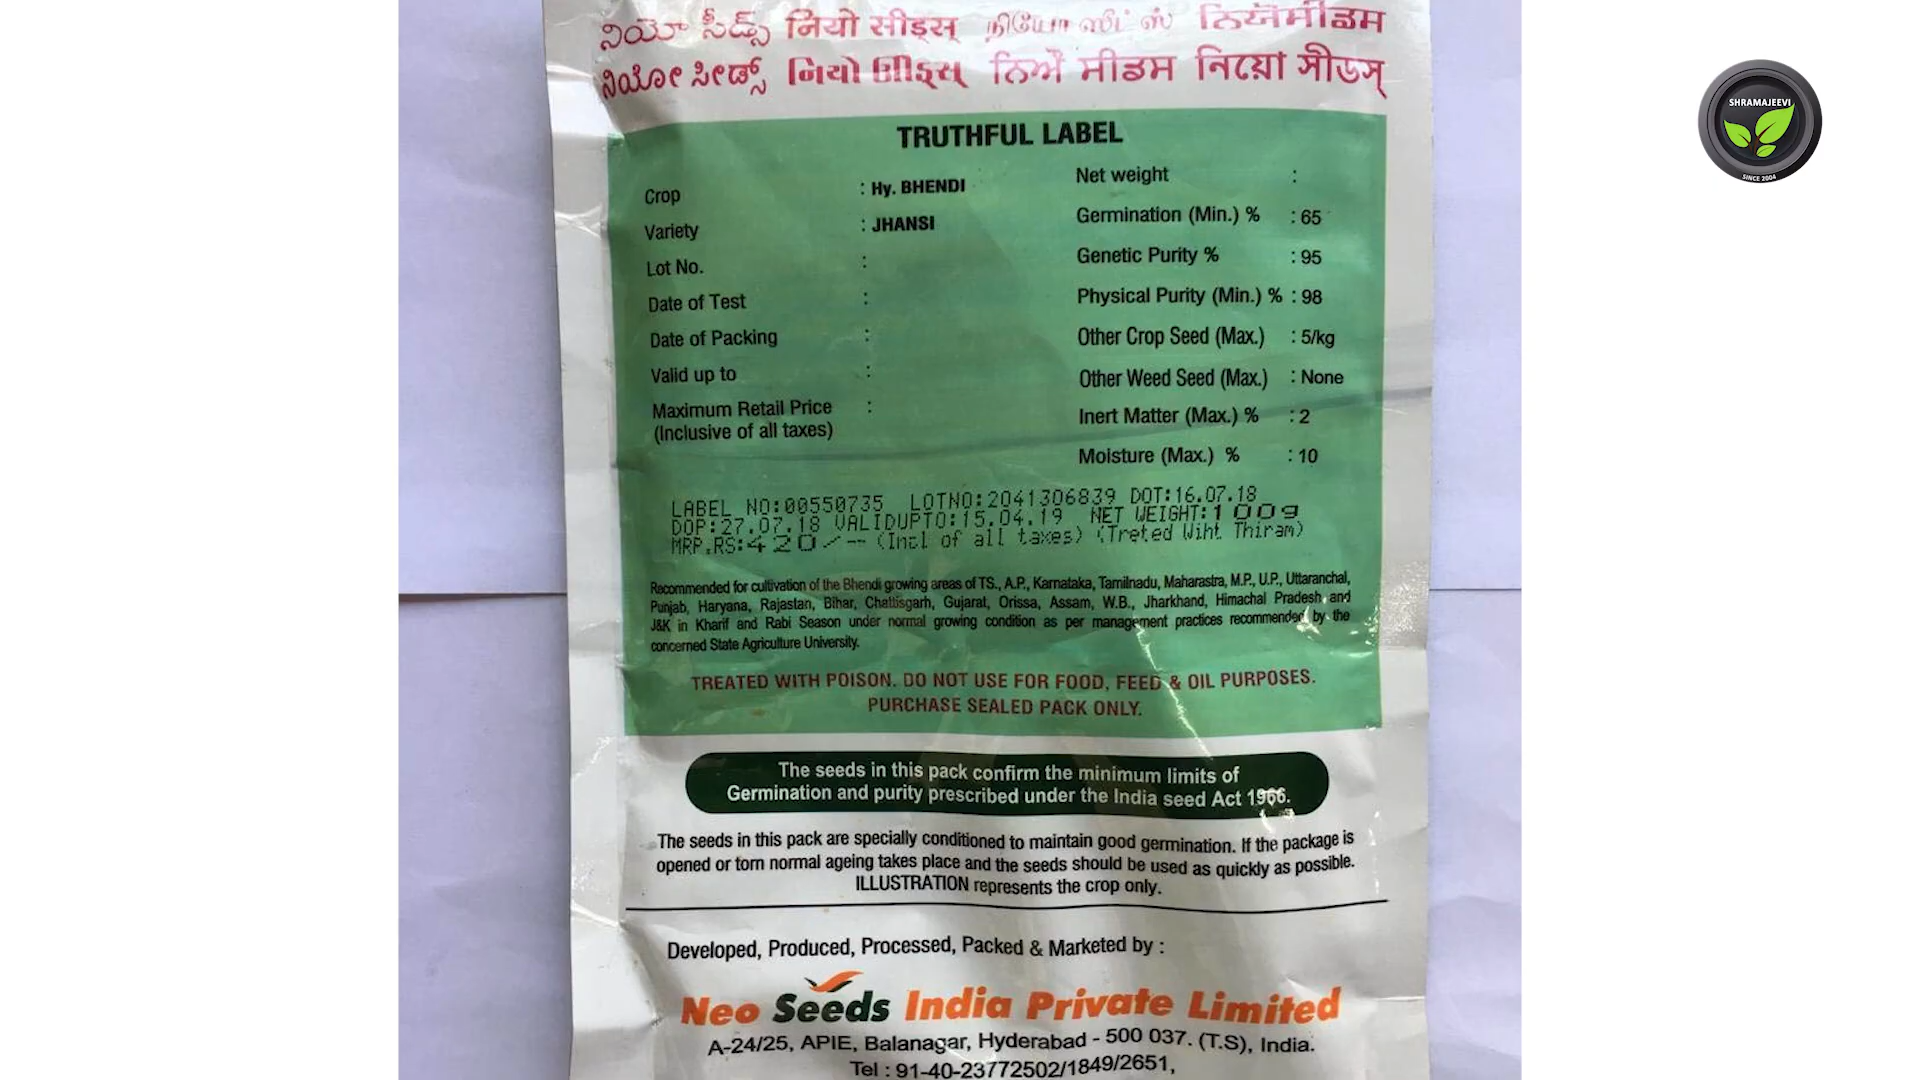 ನಿಯೋ ಸೀಡ್ಸ್ नियो सीड्स्
ನಿಯೋ ಸೀಡ್ಸ್
SHRAMAJEEVI
SINCE 2004
TRUTHFUL LABEL
Crop : Hy. BHENDI
Variety : JHANSI
Lot No. :
Date of Test :
Date of Packing :
Valid up to :
Maximum Retail Price :
(Inclusive of all taxes)
Net weight :
Germination (Min.) % : 65
Genetic Purity % : 95
Physical Purity (Min.) % : 98
Other Crop Seed (Max.) : 5/kg
Other Weed Seed (Max.) : None
Inert Matter (Max.) % : 2
Moisture (Max.) % : 10
LABEL NO:00550735 LOTNO:2041306839 DOT:16.07.18
DOP:27.07.18 VALIDUPTO:15.04.19 NET WEIGHT:100g
MRP.RS:420/-- (Incl of all taxes) (Treted Wiht Thiram)
Recommended for cultivation of the Bhendi growing areas of TS., A.P., Karnataka, Tamilnadu, Maharastra, M.P., U.P., Uttaranchal,
Punjab, Haryana, Rajastan, Bihar, Chattisgarh, Gujarat, Orissa, Assam, W.B., Jharkhand, Himachal Pradesh and
J&K in Kharif and Rabi Season under normal growing condition as per management practices recommended by the
concerned State Agriculture University.
TREATED WITH POISON. DO NOT USE FOR FOOD, FEED & OIL PURPOSES.
PURCHASE SEALED PACK ONLY.
The seeds in this pack confirm the minimum limits of
Germination and purity prescribed under the India seed Act 1966.
The seeds in this pack are specially conditioned to maintain good germination. If the package is
opened or torn normal ageing takes place and the seeds should be used as quickly as possible.
ILLUSTRATION represents the crop only.
Developed, Produced, Processed, Packed & Marketed by :
Neo Seeds India Private Limited
A-24/25, APIE, Balanagar, Hyderabad - 500 037. (T.S), India.
Tel : 91-40-23772502/1849/2651,